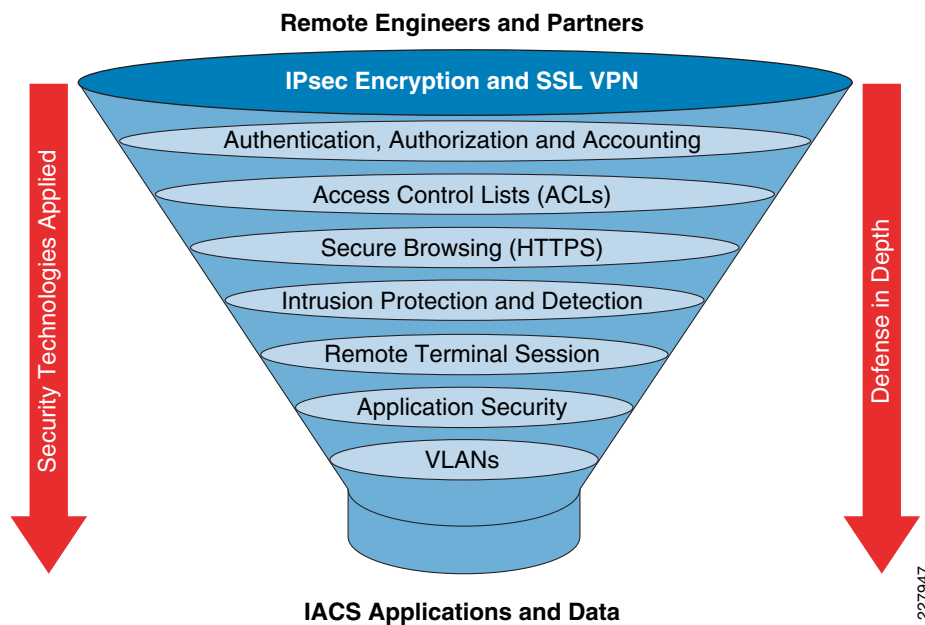 Remote Engineers and Partners
IPsec Encryption and SSL VPN
Authentication, Authorization and Accounting
Access Control Lists (ACLs)
Secure Browsing (HTTPS)
Intrusion Protection and Detection
Remote Terminal Session
Application Security
VLANs
Security Technologies Applied
Defense in Depth
IACS Applications and Data
227947